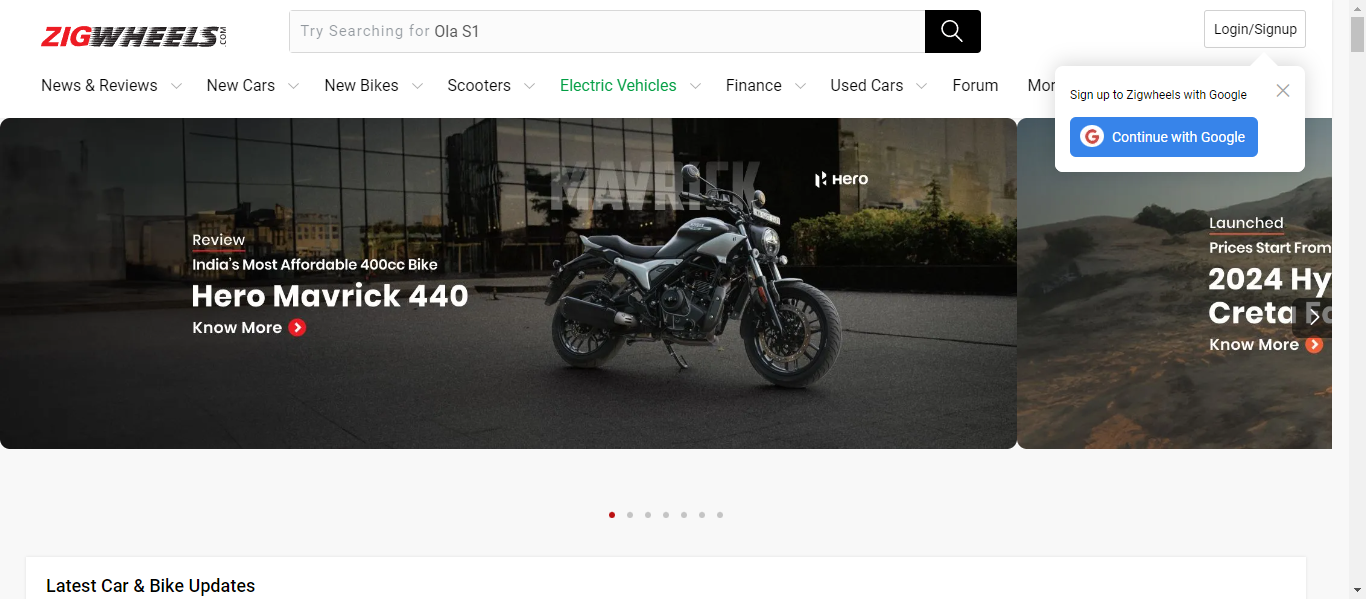 ZIGWHEELS.COM
Try Searching for Ola S1
Login/Signup
News & Reviews
New Cars
New Bikes
Scooters
Electric Vehicles
Finance
Used Cars
Forum
Mor
Sign up to Zigwheels with Google
Continue with Google
MAVRICK
Hero
Review
India's Most Affordable 400cc Bike
Hero Mavrick 440
Know More
Launched
Prices Start From
2024 Hy
Creta Fac
Know More
Latest Car & Bike Updates